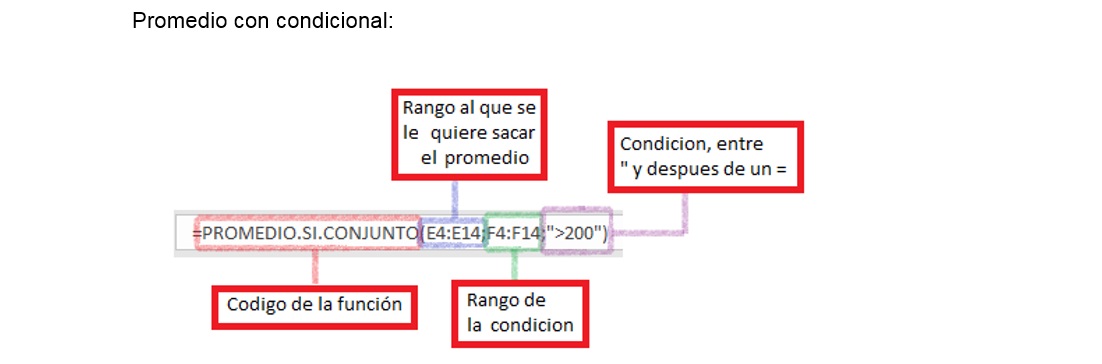 Promedio con condicional:
Rango al que se
le quiere sacar
el promedio
Condicion, entre
" y despues de un =
=PROMEDIO.SI.CONJUNTO(E4:E14;F4:F14;">200")
Codigo de la función
Rango de
la condicion